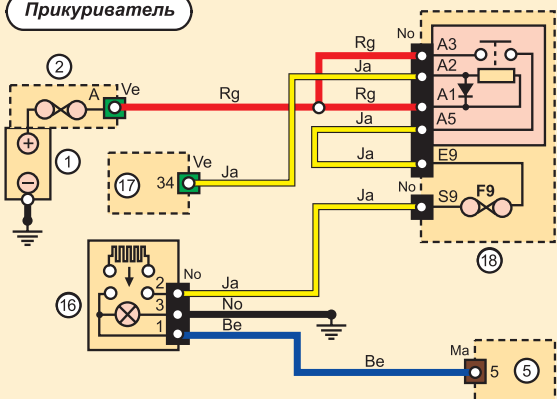 Прикуриватель
No
Rg
A3
2
Ja
A2
A
Ve
Rg
Rg
A1
Ja
A5
+
1
Ve
Ja
E9
17
34
Ja
No
−
Ja
S9
F9
18
No
16
2
Ja
3
No
1
Be
Ma
Be
5
5